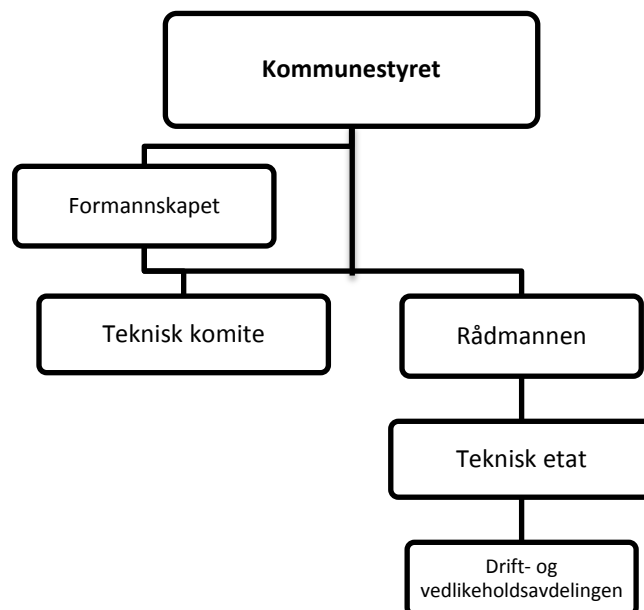 Kommunestyret
Formannskapet
Teknisk komite
Rådmannen
Teknisk etat
Drift- og
vedlikeholdsavdelingen